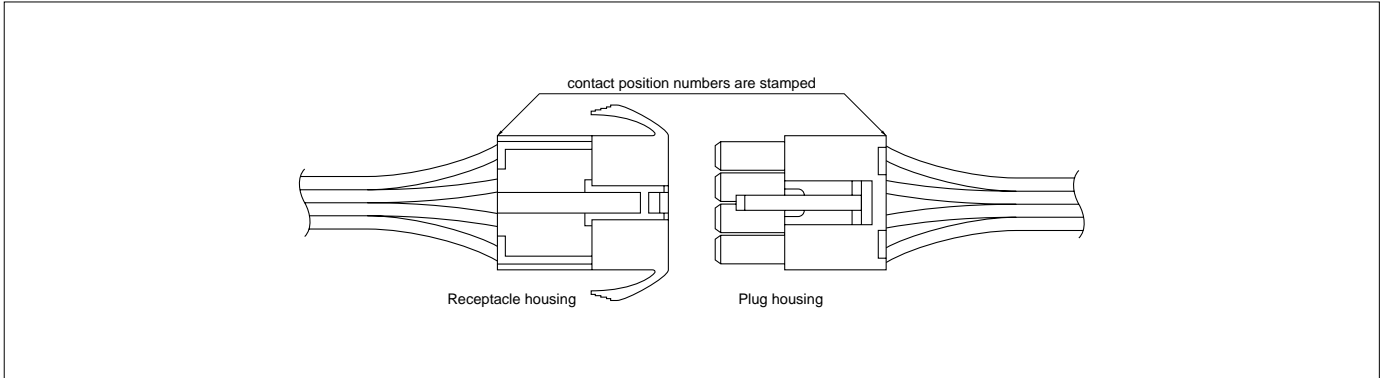 contact position numbers are stamped
Receptacle housing
Plug housing